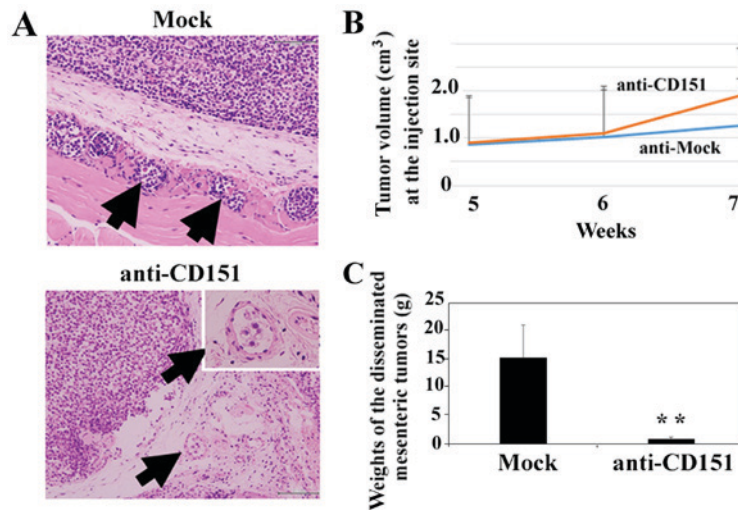 A
Mock
anti-CD151
B
Tumor volume (cm³)
at the injection site
2.0
1.0
0
anti-CD151
anti-Mock
5
6
7
Weeks
C
Weights of the disseminated
mesenteric tumors (g)
25
20
15
10
5
0
**
Mock
anti-CD151